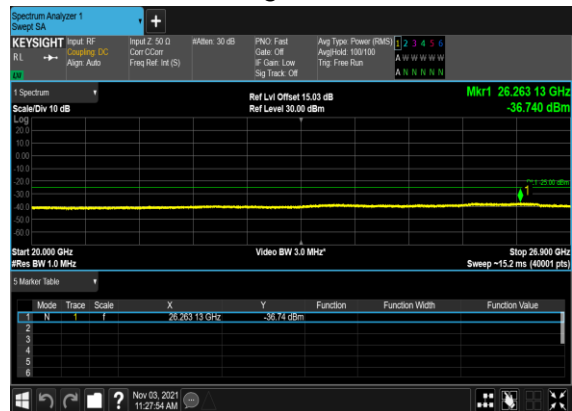 Spectrum Analyzer 1
Swept SA
+
KEYSIGHT
RL
LW
Input: RF
Coupling: DC
Align: Auto
Input Z: 50 Ω
Corr CCorr
Freq Ref: Int (S)
#Atten: 30 dB
PNO: Fast
Gate: Off
IF Gain: Low
Sig Track: Off
Avg Type: Power (RMS)
Avg|Hold: 100/100
Trig: Free Run
1 2 3 4 5 6
A W W W W W
A N N N N N
1 Spectrum
Scale/Div 10 dB
Ref Lvl Offset 15.03 dB
Ref Level 30.00 dBm
Mkr1 26.263 13 GHz
-36.740 dBm
Log
20.0
10.0
0.00
-10.0
-20.0
-30.0
-40.0
-50.0
-60.0
DL1 -25.00 dBm
1
Start 20.000 GHz
#Res BW 1.0 MHz
Video BW 3.0 MHz*
Stop 26.900 GHz
Sweep ~15.2 ms (40001 pts)
5 Marker Table
Mode Trace Scale X Y Function Function Width Function Value
1 N 1 f 26.263 13 GHz -36.74 dBm
2
3
4
5
6
?
Nov 03, 2021
11:27:54 AM